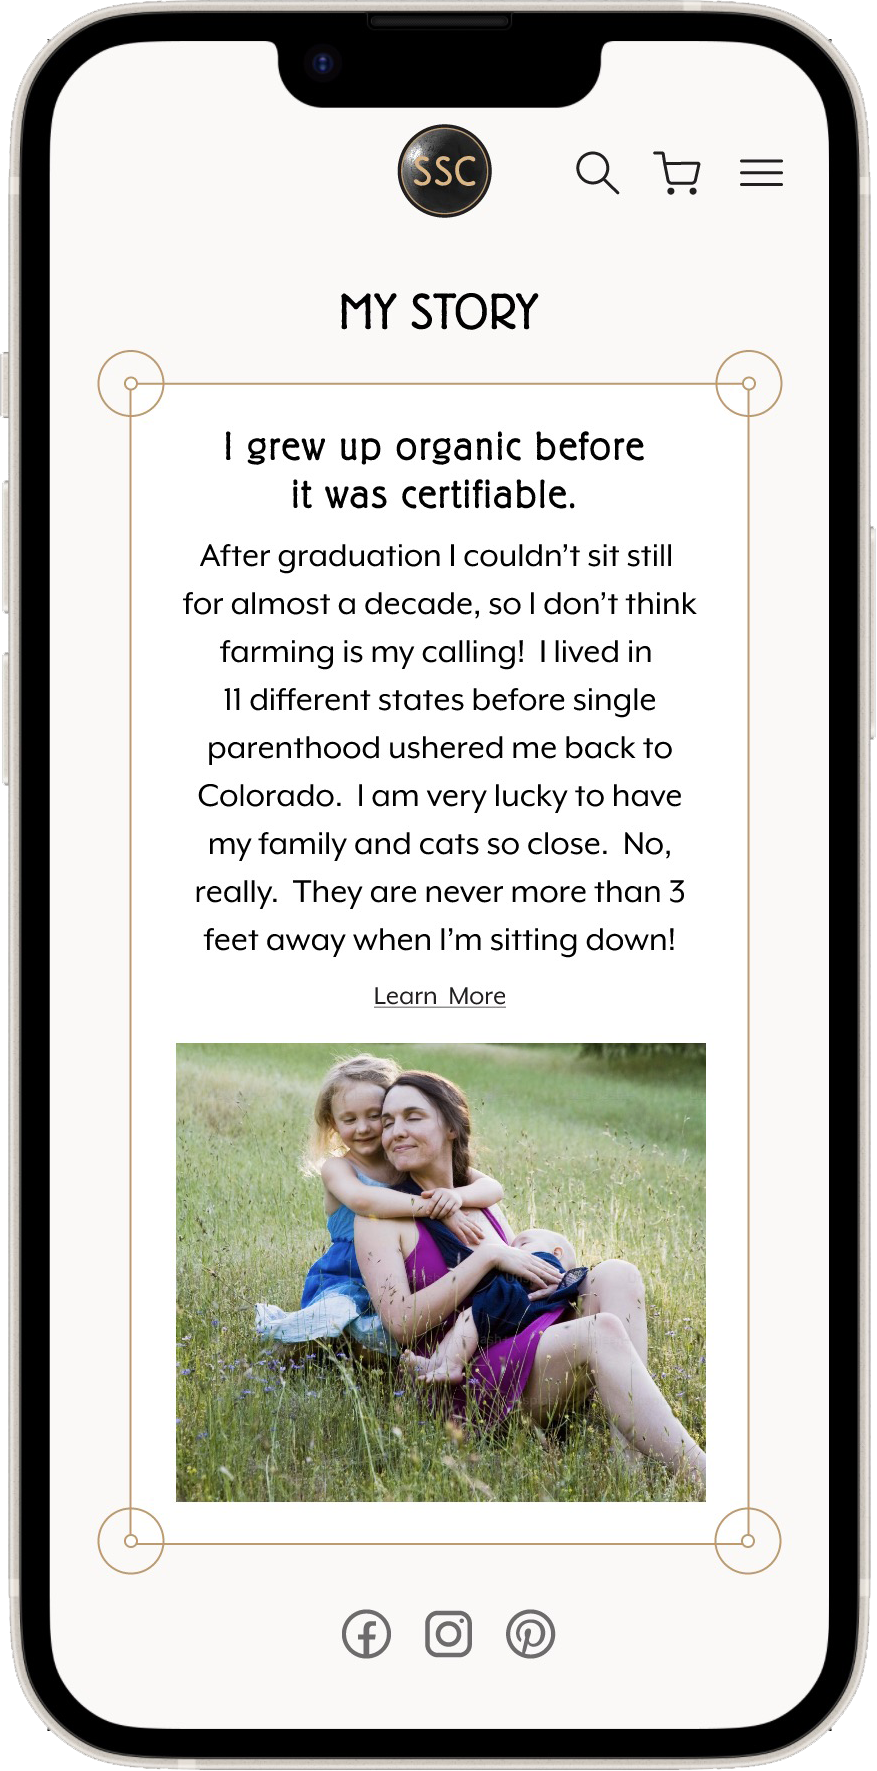 SSC
MY STORY
I grew up organic before
it was certifiable.
After graduation I couldn’t sit still
for almost a decade, so I don’t think
farming is my calling!  I lived in
11 different states before single
parenthood ushered me back to
Colorado.  I am very lucky to have
my family and cats so close.  No,
really.  They are never more than 3
feet away when I’m sitting down!
Learn More